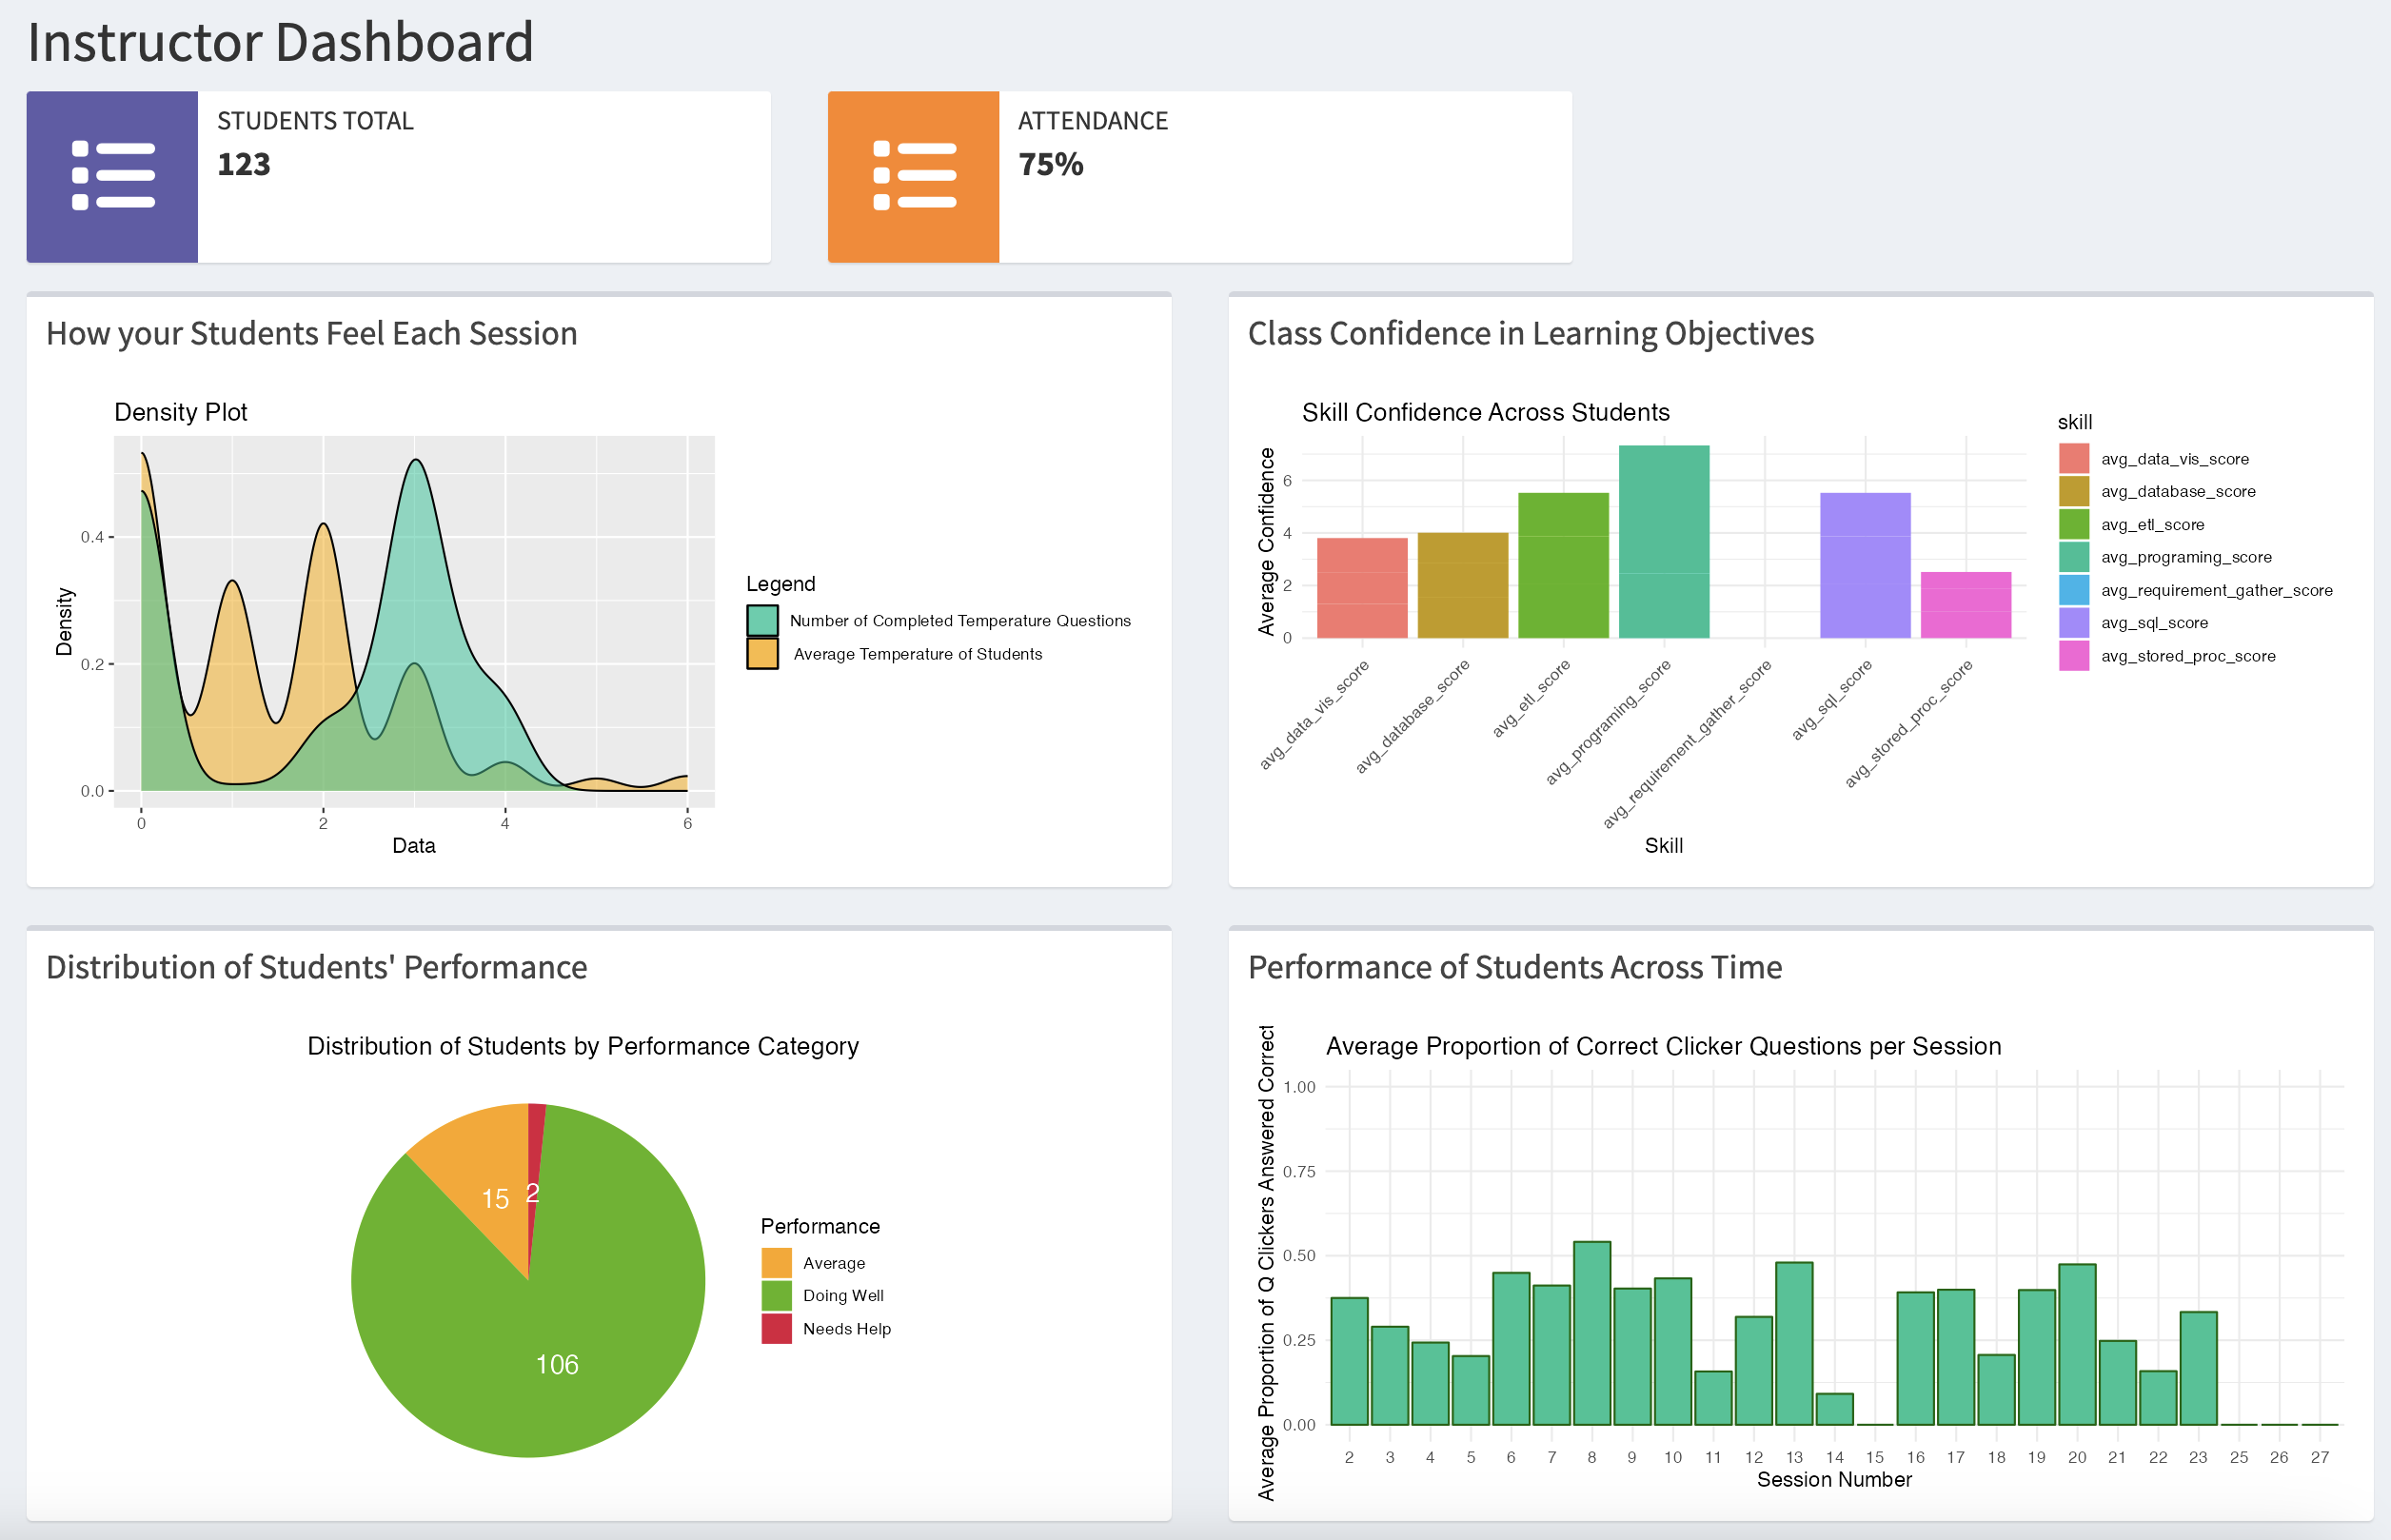 Instructor Dashboard
STUDENTS TOTAL
123
ATTENDANCE
75%
How your Students Feel Each Session
Density Plot
Density
0.4
0.2
0.0
0 2 4 6
Data
Legend
Number of Completed Temperature Questions
Average Temperature of Students
Class Confidence in Learning Objectives
Skill Confidence Across Students
Average Confidence
6
4
2
0
avg_data_vis_score
avg_database_score
avg_etl_score
avg_programing_score
avg_requirement_gather_score
avg_sql_score
avg_stored_proc_score
Skill
skill
avg_data_vis_score
avg_database_score
avg_etl_score
avg_programing_score
avg_requirement_gather_score
avg_sql_score
avg_stored_proc_score
Distribution of Students' Performance
Distribution of Students by Performance Category
15
2
106
Performance
Average
Doing Well
Needs Help
Performance of Students Across Time
Average Proportion of Correct Clicker Questions per Session
Average Proportion of Q Clickers Answered Correct
1.00
0.75
0.50
0.25
0.00
2 3 4 5 6 7 8 9 10 11 12 13 14 15 16 17 18 19 20 21 22 23 25 26 27
Session Number